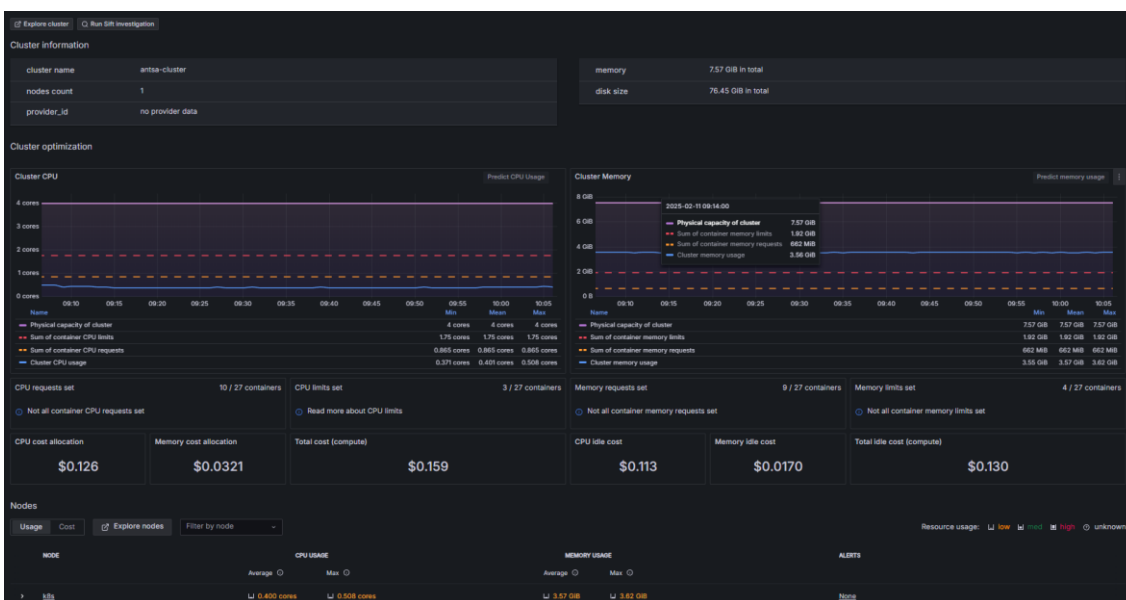 Explore cluster Run Sift investigation
Cluster information
cluster name antsa-cluster
nodes count 1
provider_id no provider data
memory 7.57 GiB in total
disk size 76.45 GiB in total
Cluster optimization
Cluster CPU Predict CPU Usage
4 cores
3 cores
2 cores
1 cores
0 cores
09:10 09:15 09:20 09:25 09:30 09:35 09:40 09:45 09:50 09:55 10:00 10:05
Name Min Mean Max
Physical capacity of cluster 4 cores 4 cores 4 cores
Sum of container CPU limits 1.75 cores 1.75 cores 1.75 cores
Sum of container CPU requests 0.865 cores 0.865 cores 0.865 cores
Cluster CPU usage 0.371 cores 0.401 cores 0.508 cores
Cluster Memory Predict memory usage
8 GiB
6 GiB
4 GiB
2 GiB
0 B
2025-02-11 09:14:00
Physical capacity of cluster 7.57 GiB
Sum of container memory limits 1.92 GiB
Sum of container memory requests 662 MiB
Cluster memory usage 3.56 GiB
09:10 09:15 09:20 09:25 09:30 09:35 09:40 09:45 09:50 09:55 10:00 10:05
Name Min Mean Max
Physical capacity of cluster 7.57 GiB 7.57 GiB 7.57 GiB
Sum of container memory limits 1.92 GiB 1.92 GiB 1.92 GiB
Sum of container memory requests 662 MiB 662 MiB 662 MiB
Cluster memory usage 3.55 GiB 3.57 GiB 3.62 GiB
CPU requests set 10 / 27 containers
Not all container CPU requests set
CPU limits set 3 / 27 containers
Read more about CPU limits
Memory requests set 9 / 27 containers
Not all container memory requests set
Memory limits set 4 / 27 containers
Not all container memory limits set
CPU cost allocation
$0.126
Memory cost allocation
$0.0321
Total cost (compute)
$0.159
CPU idle cost
$0.113
Memory idle cost
$0.0170
Total idle cost (compute)
$0.130
Nodes
Usage Cost Explore nodes Filter by node
Resource usage: low med high unknown
NODE CPU USAGE MEMORY USAGE ALERTS
Average Max Average Max
k8s 0.400 cores 0.508 cores 3.57 GiB 3.62 GiB None